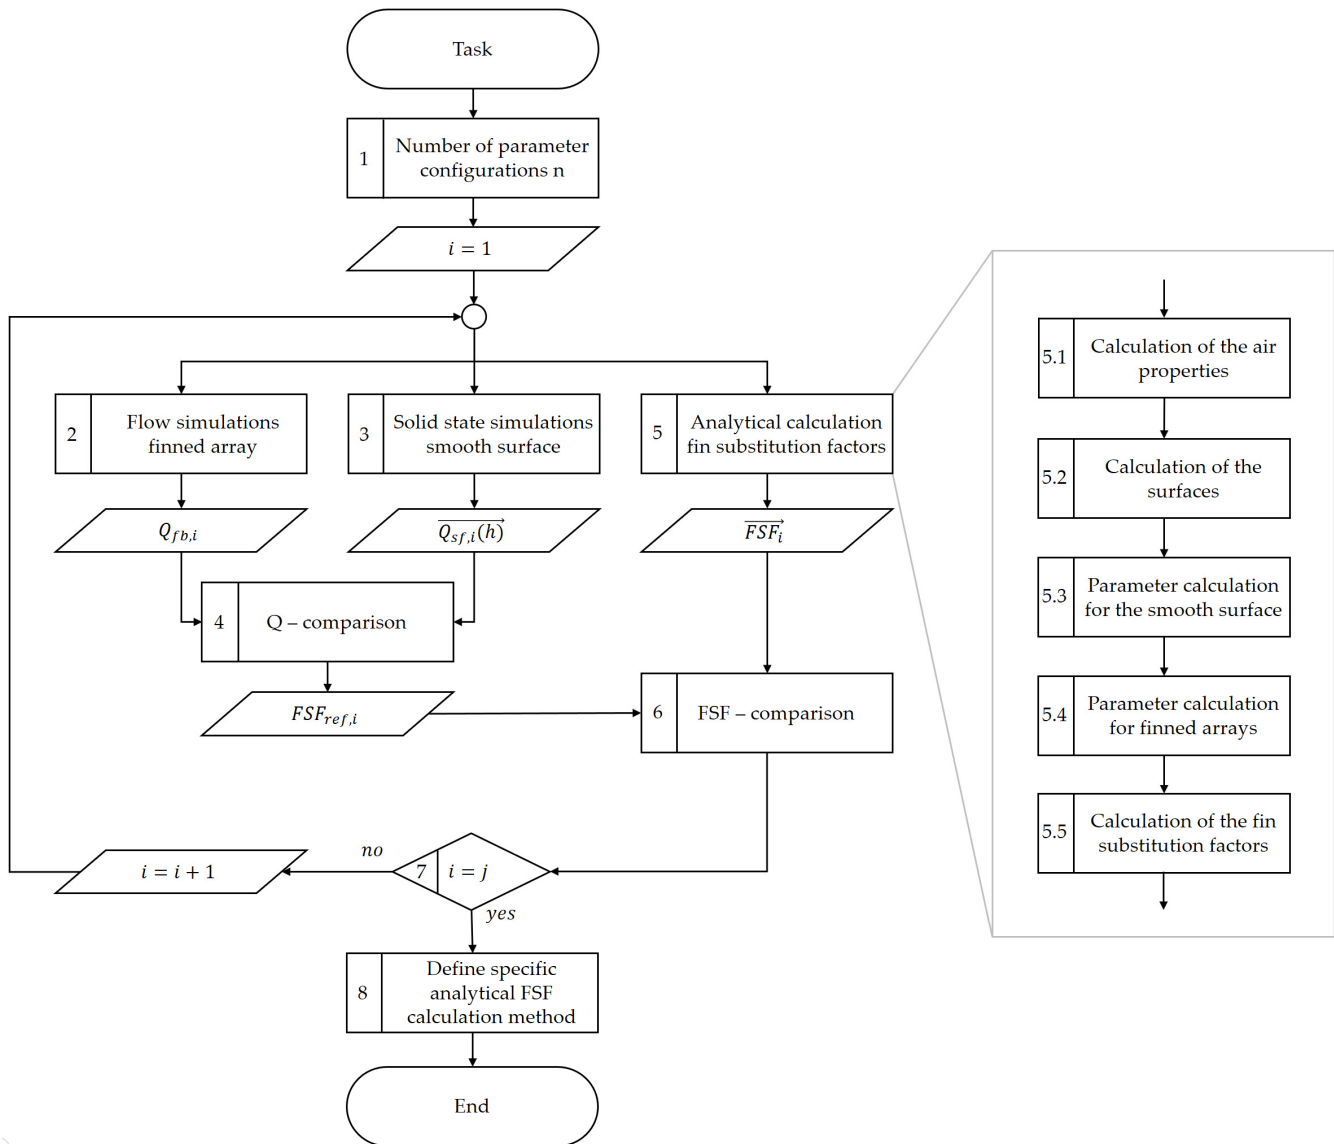 Task
1
Number of parameter
configurations n
i = 1
2
Flow simulations
finned array
3
Solid state simulations
smooth surface
5
Analytical calculation
fin substitution factors
Q_{fb,i}
\overrightarrow{Q_{sf,i}(h)}
\overrightarrow{FSF_i}
4
Q – comparison
FSF_{ref,i}
6
FSF – comparison
i = i + 1
no
7
i = j
yes
8
Define specific
analytical FSF
calculation method
End
5.1
Calculation of the air
properties
5.2
Calculation of the
surfaces
5.3
Parameter calculation
for the smooth surface
5.4
Parameter calculation
for finned arrays
5.5
Calculation of the fin
substitution factors